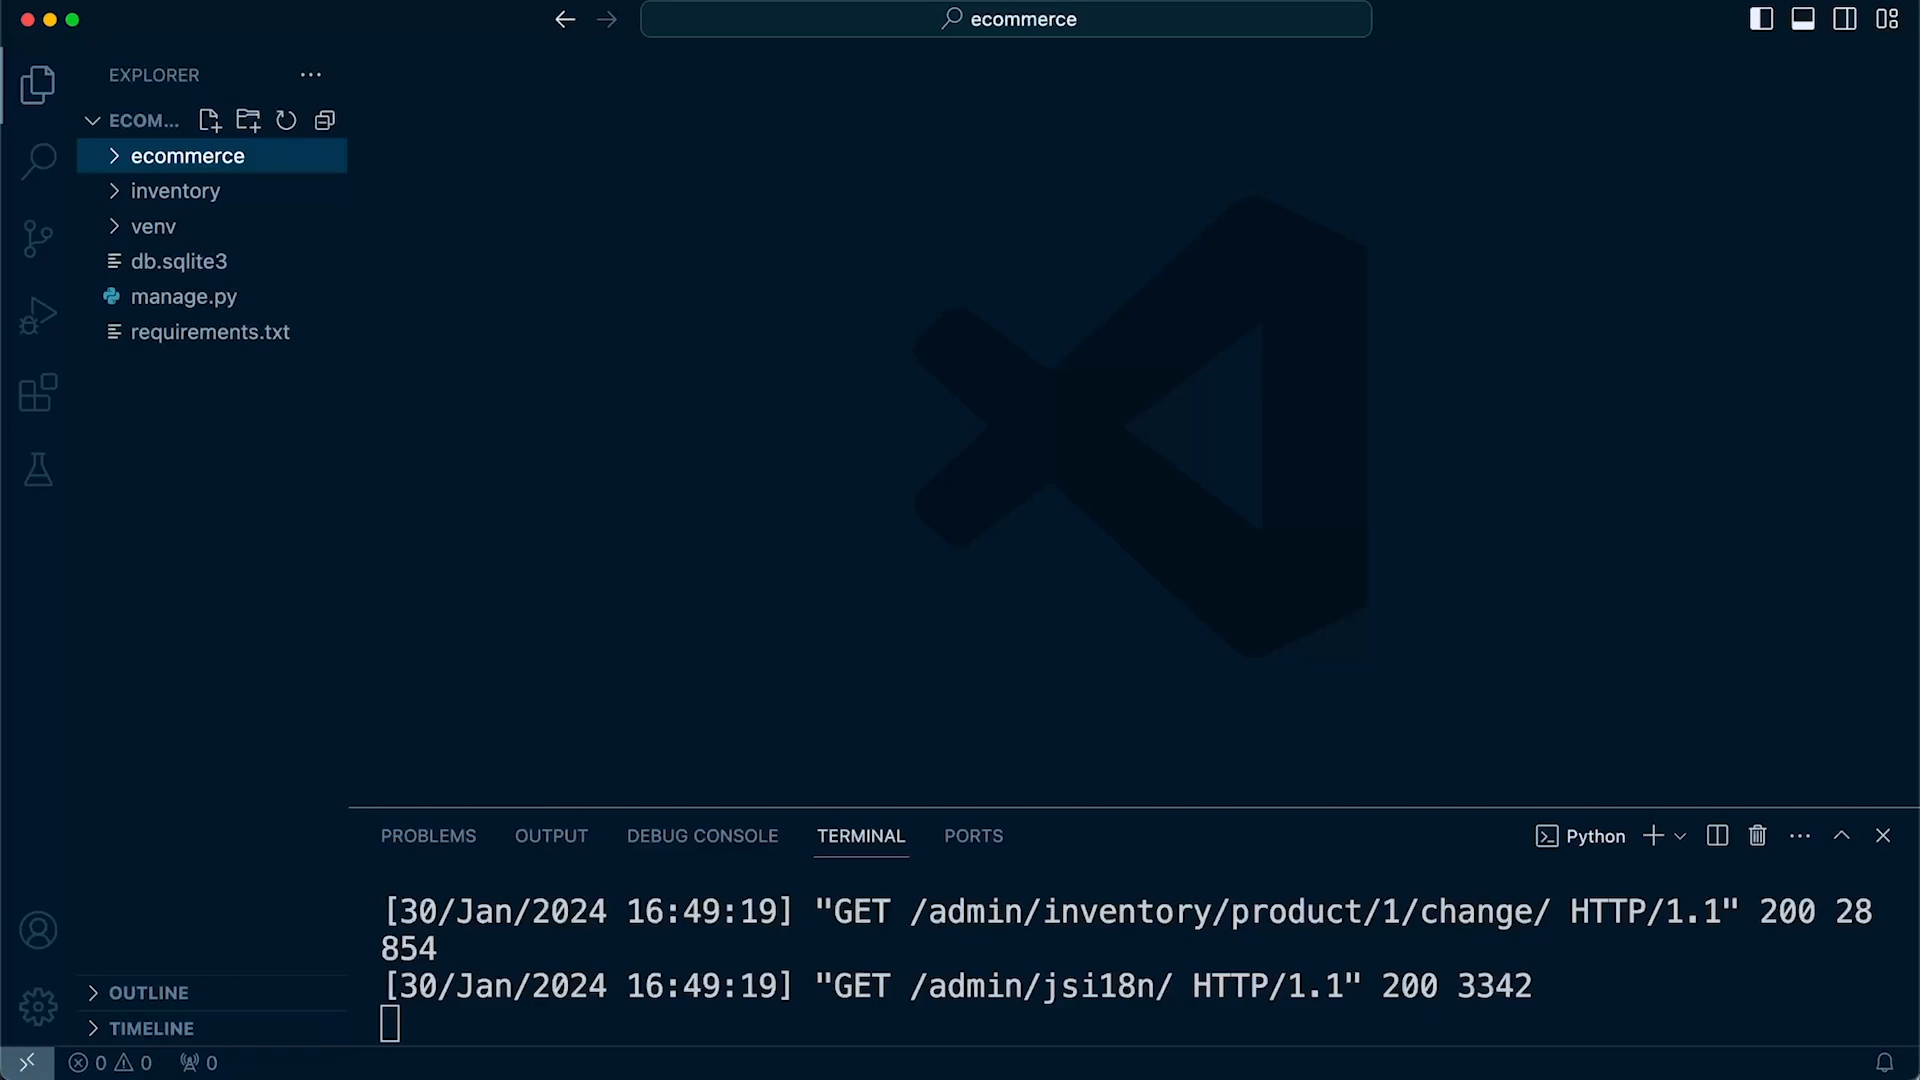 ecommerce
EXPLORER
ECOM...
ecommerce
inventory
venv
db.sqlite3
manage.py
requirements.txt
PROBLEMS OUTPUT DEBUG CONSOLE TERMINAL PORTS
Python
[30/Jan/2024 16:49:19] "GET /admin/inventory/product/1/change/ HTTP/1.1" 200 28
854
[30/Jan/2024 16:49:19] "GET /admin/jsi18n/ HTTP/1.1" 200 3342
OUTLINE
TIMELINE
0 0 0